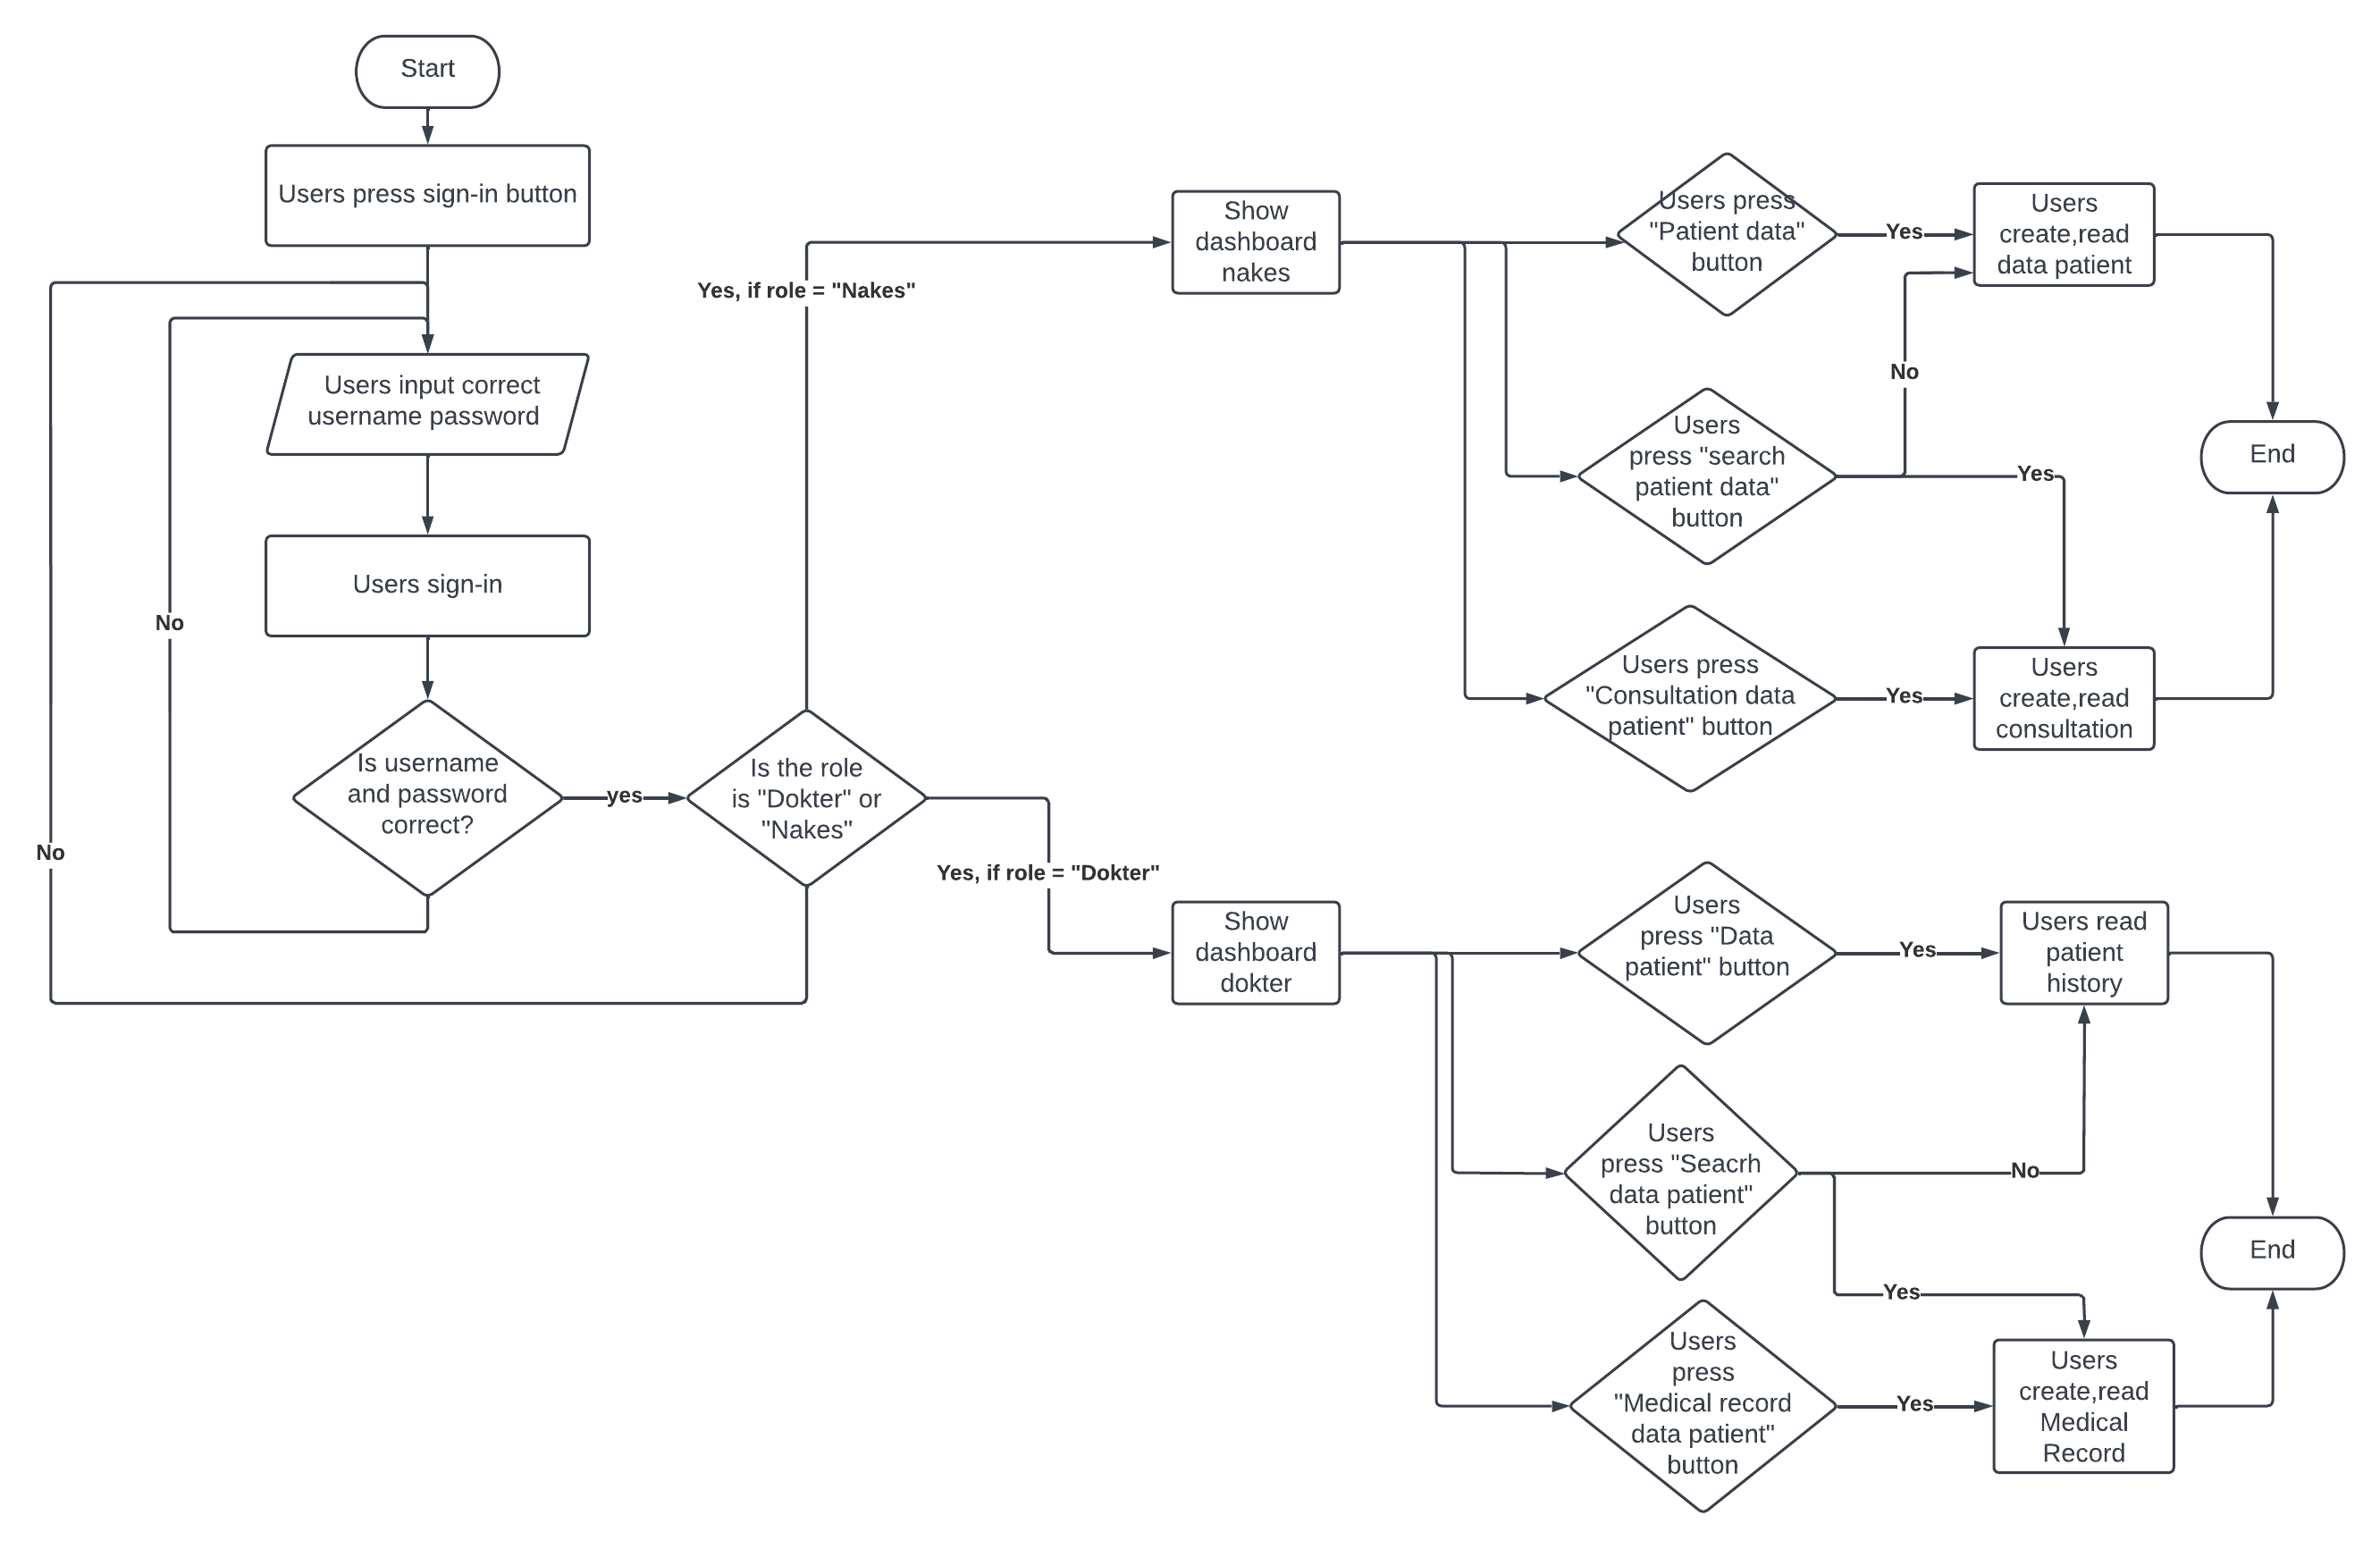 Start
Users press sign-in button
Users input correct
username password
Users sign-in
No
Is username
and password
correct?
yes
No
Is the role
is "Dokter" or
"Nakes"
Yes, if role = "Nakes"
Show
dashboard
nakes
Users press
"Patient data"
button
Yes
Users
create,read
data patient
No
Users
press "search
patient data"
button
Yes
End
Users press
"Consultation data
patient" button
Yes
Users
create,read
consultation
Yes, if role = "Dokter"
Show
dashboard
dokter
Users
press "Data
patient" button
Yes
Users read
patient
history
Users
press "Seacrh
data patient"
button
No
Yes
End
Users
press
"Medical record
data patient"
button
Yes
Users
create,read
Medical
Record